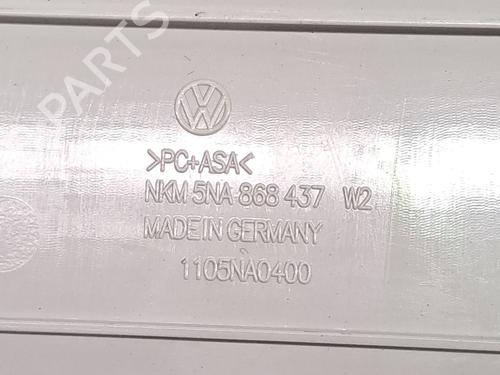 PARTS
>PC+ASA<
NKM 5NA 868 437 W2
MADE IN GERMANY
1105NA0400